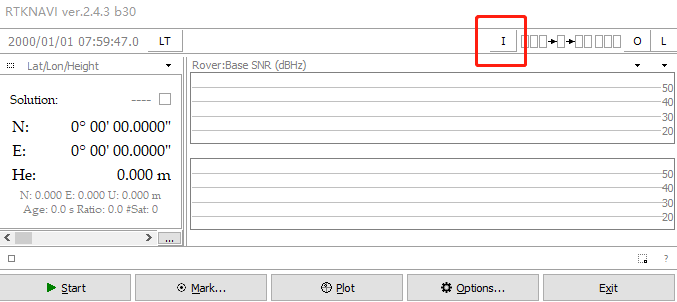 RTKNAVI ver.2.4.3 b30
2000/01/01 07:59:47.0 LT I O L
Lat/Lon/Height Rover:Base SNR (dBHz)
Solution: ----
N: 0° 00' 00.0000"
E: 0° 00' 00.0000"
He: 0.000 m
N: 0.000 E: 0.000 U: 0.000 m
Age: 0.0 s Ratio: 0.0 #Sat: 0
...
50
40
30
20
50
40
30
20
?
Start Mark... Plot Options... Exit